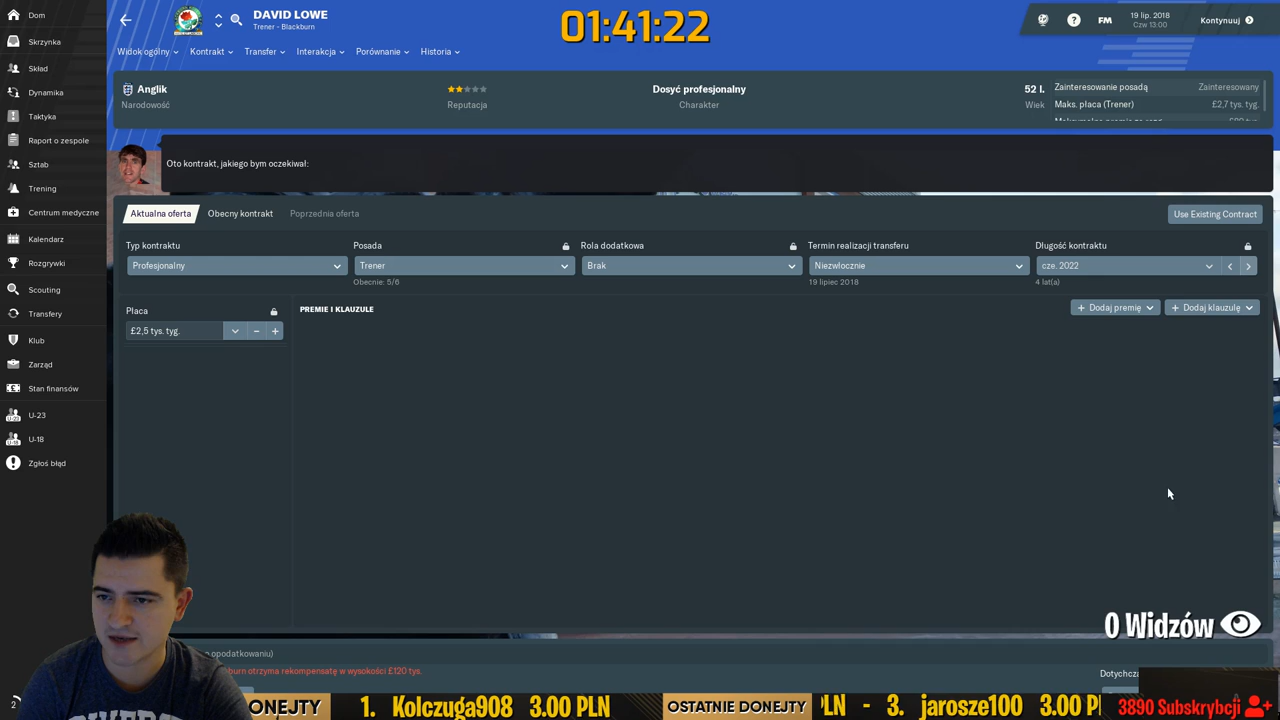 Dom
Skrzynka
Skład
Dynamika
Taktyka
Raport o zespole
Sztab
Trening
Centrum medyczne
Kalendarz
Rozgrywki
Scouting
Transfery
Klub
Zarząd
Stan finansów
U-23
U-18
Zgłoś błąd
2
DAVID LOWE
Trener - Blackburn
01:41:22
FM
19 lip. 2018
Czw 13:00
Kontynuuj
Widok ogólny
Kontrakt
Transfer
Interakcja
Porównanie
Historia
Anglik
Narodowość
Reputacja
Dosyć profesjonalny
Charakter
52 l.
Wiek
Zainteresowanie posadą Zainteresowany
Maks. płaca (Trener) £2,7 tys. tyg.
Oto kontrakt, jakiego bym oczekiwał:
Aktualna oferta
Obecny kontrakt
Poprzednia oferta
Use Existing Contract
Typ kontraktu
Profesjonalny
Posada
Trener
Obecnie: 5/6
Rola dodatkowa
Brak
Termin realizacji transferu
Niezwłocznie
19 lipiec 2018
Długość kontraktu
cze. 2022
4 lat(a)
Płaca
£2,5 tys. tyg.
PREMIE I KLAUZULE
Dodaj premię
Dodaj klauzulę
0 Widzów
opodatkowaniu)
burn otrzyma rekompensatę w wysokości £120 tys.
ONEJTY
1. Kolczuga908 3.00 PLN
OSTATNIE DONEJTY
PLN - 3. jarosze100 3.00 P
3890 Subskrybcji